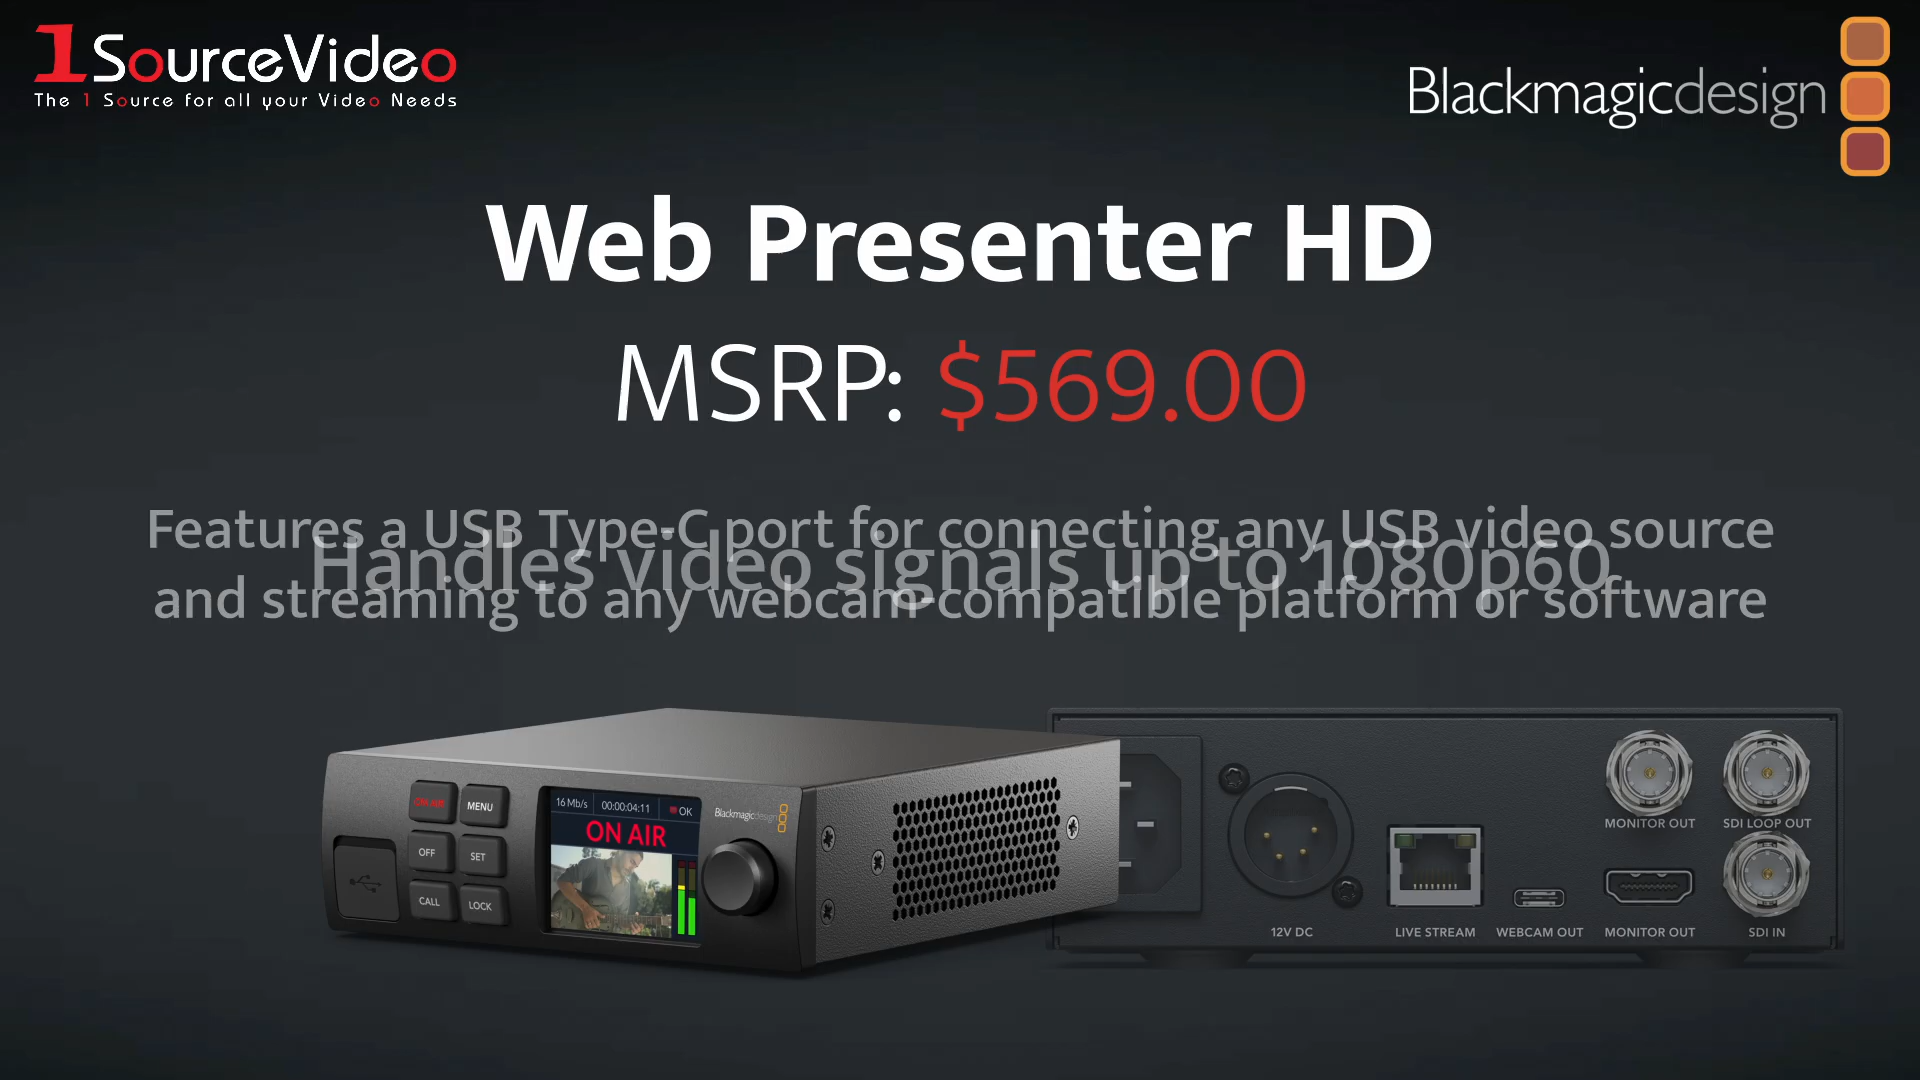 1SourceVideo
The 1 Source for all your Video Needs
Blackmagicdesign
Web Presenter HD
MSRP: $569.00
Features a USB Type-C port for connecting any USB video source
Handles video signals up to 1080p60
and streaming to any webcam-compatible platform or software
ON AIR
MENU
OFF
SET
CALL
LOCK
16 Mb/s
00:00:04:11
OK
ON AIR
Blackmagicdesign
12V DC
LIVE STREAM
WEBCAM OUT
MONITOR OUT
SDI LOOP OUT
MONITOR OUT
SDI IN